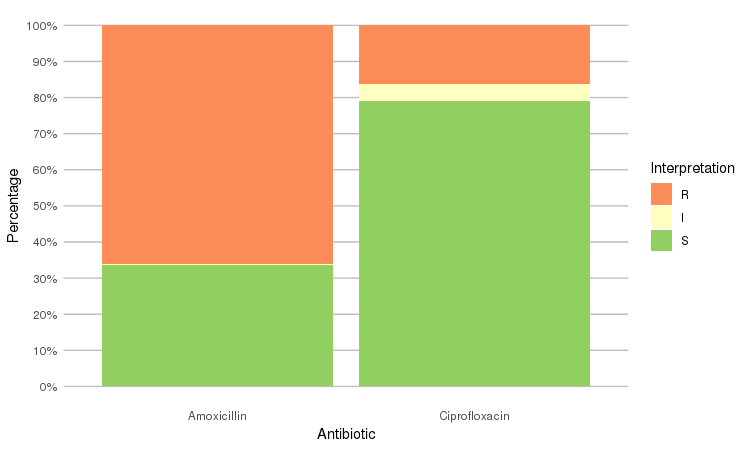 100%
90%
80%
70%
60%
50%
40%
30%
20%
10%
0%
Percentage
Amoxicillin
Ciprofloxacin
Antibiotic
Interpretation
R
I
S